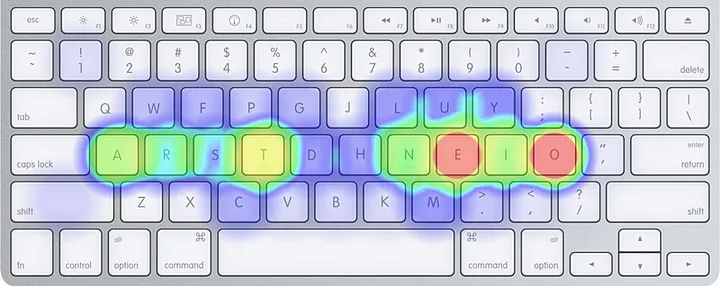 esc F1 F2 F3 F4 F5 F6 F7 F8 F9 F10 F11 F12
~ ! @ # $ % ^ & * ( ) _ +
` 1 2 3 4 5 6 7 8 9 0 - = delete
: { } |
tab Q W F P G J L U Y ; [ ] \
" enter
caps lock A R S T D H N E I O ' return
> < ?
shift Z X C V B K M . , / shift
alt ⌘ ⌘ alt ▲
fn control option command command option ◄ ▼ ►